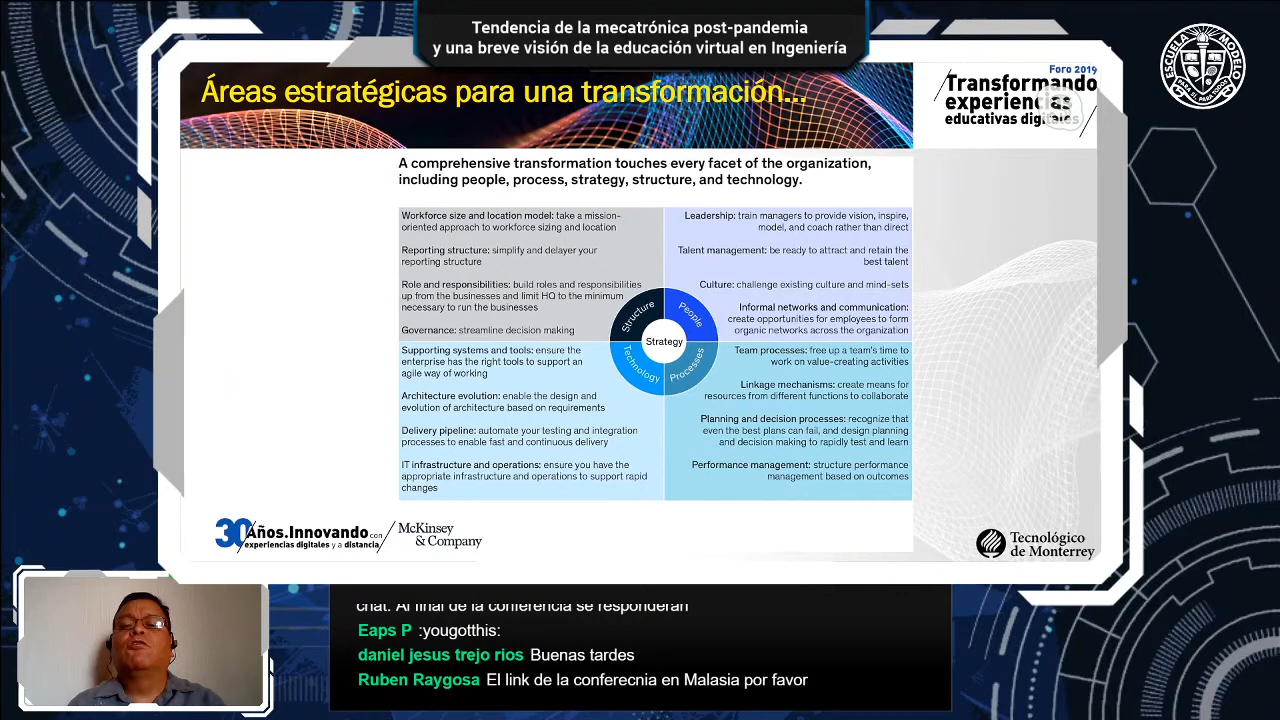 Tendencia de la mecatrónica post-pandemia
y una breve visión de la educación virtual en Ingeniería
ESCUELA MODELO
PARA SÍ, PARA TODOS
Áreas estratégicas para una transformación...
Foro 2019
Transformando
experiencias
educativas digitales
A comprehensive transformation touches every facet of the organization,
including people, process, strategy, structure, and technology.
Workforce size and location model: take a mission-
oriented approach to workforce sizing and location
Reporting structure: simplify and delayer your
reporting structure
Role and responsibilities: build roles and responsibilities
up from the businesses and limit HQ to the minimum
necessary to run the businesses
Governance: streamline decision making
Leadership: train managers to provide vision, inspire,
model, and coach rather than direct
Talent management: be ready to attract and retain the
best talent
Culture: challenge existing culture and mind-sets
Informal networks and communication:
create opportunities for employees to form
organic networks across the organization
Structure
People
Strategy
Technology
Processes
Supporting systems and tools: ensure the
enterprise has the right tools to support an
agile way of working
Architecture evolution: enable the design and
evolution of architecture based on requirements
Delivery pipeline: automate your testing and integration
processes to enable fast and continuous delivery
IT infrastructure and operations: ensure you have the
appropriate infrastructure and operations to support rapid
changes
Team processes: free up a team's time to
work on value-creating activities
Linkage mechanisms: create means for
resources from different functions to collaborate
Planning and decision processes: recognize that
even the best plans can fail, and design planning
and decision making to rapidly test and learn
Performance management: structure performance
management based on outcomes
30 Años.Innovando con
experiencias digitales y a distancia
McKinsey
& Company
Tecnológico
de Monterrey
chat. Al final de la conferencia se responderán
Eaps P :yougotthis:
daniel jesus trejo rios Buenas tardes
Ruben Raygosa El link de la conferecnia en Malasia por favor